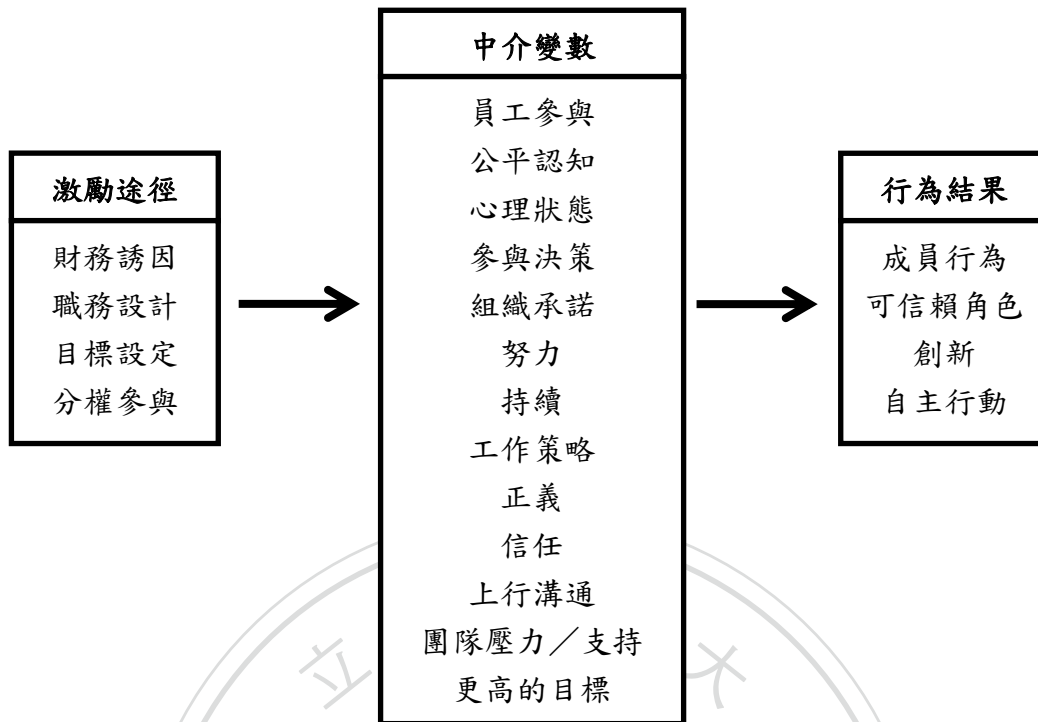 激勵途徑
財務誘因
職務設計
目標設定
分權參與
中介變數
員工參與
公平認知
心理狀態
參與決策
組織承諾
努力
持續
工作策略
正義
信任
上行溝通
團隊壓力／支持
更高的目標
行為結果
成員行為
可信賴角色
創新
自主行動
立
大